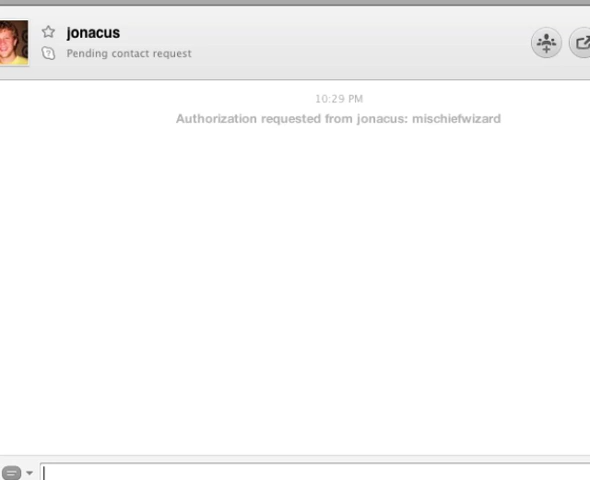 jonacus
Pending contact request
10:29 PM
Authorization requested from jonacus: mischiefwizard